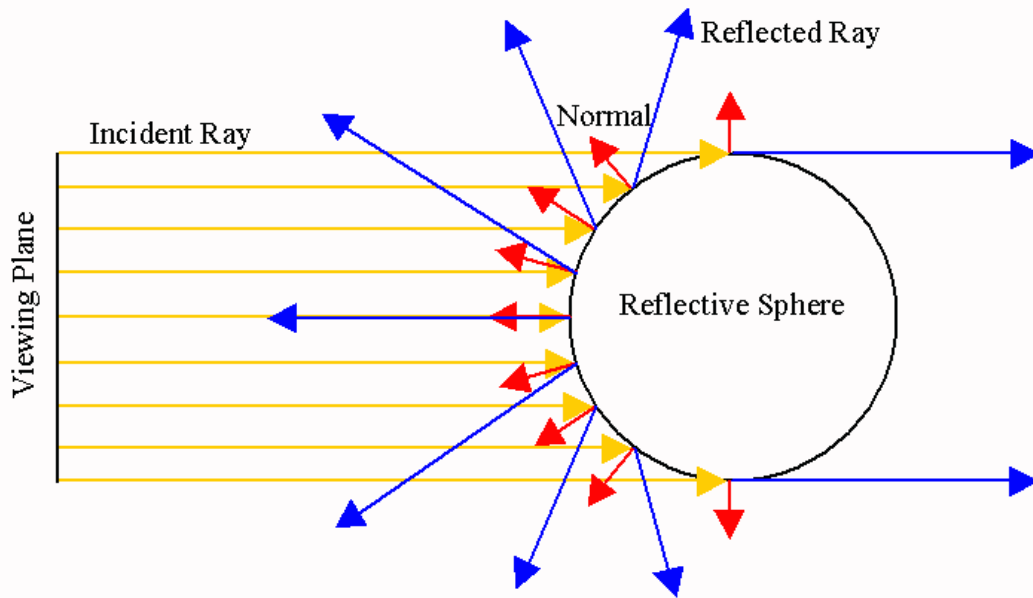 Reflected Ray
Normal
Incident Ray
Viewing Plane
Reflective Sphere